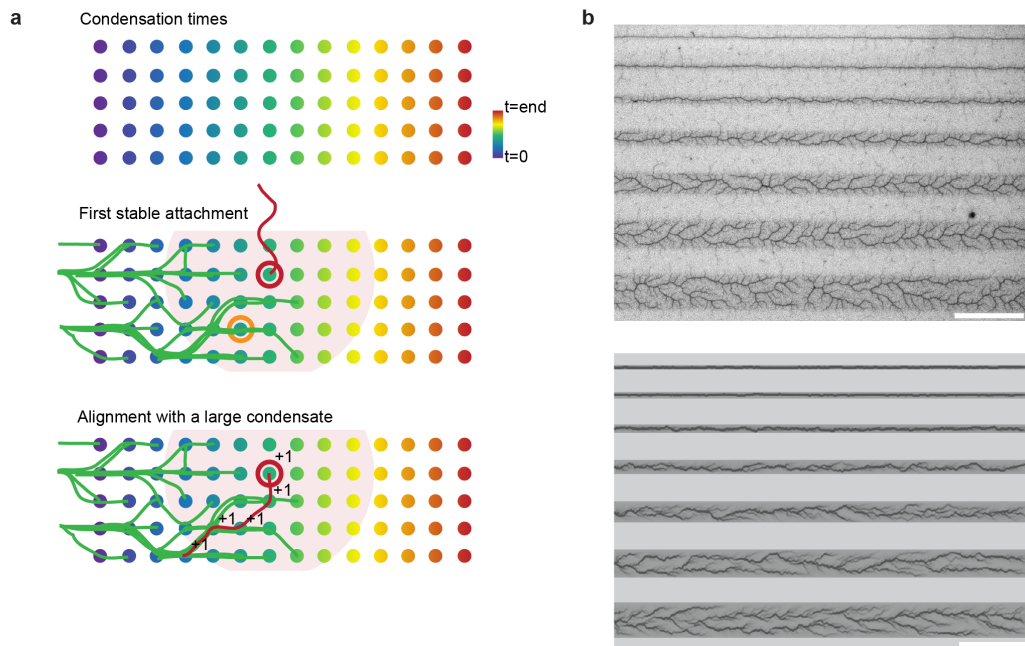 a
Condensation times
t=end
t=0
First stable attachment
Alignment with a large condensate
+1
+1
+1
+1
+1
b